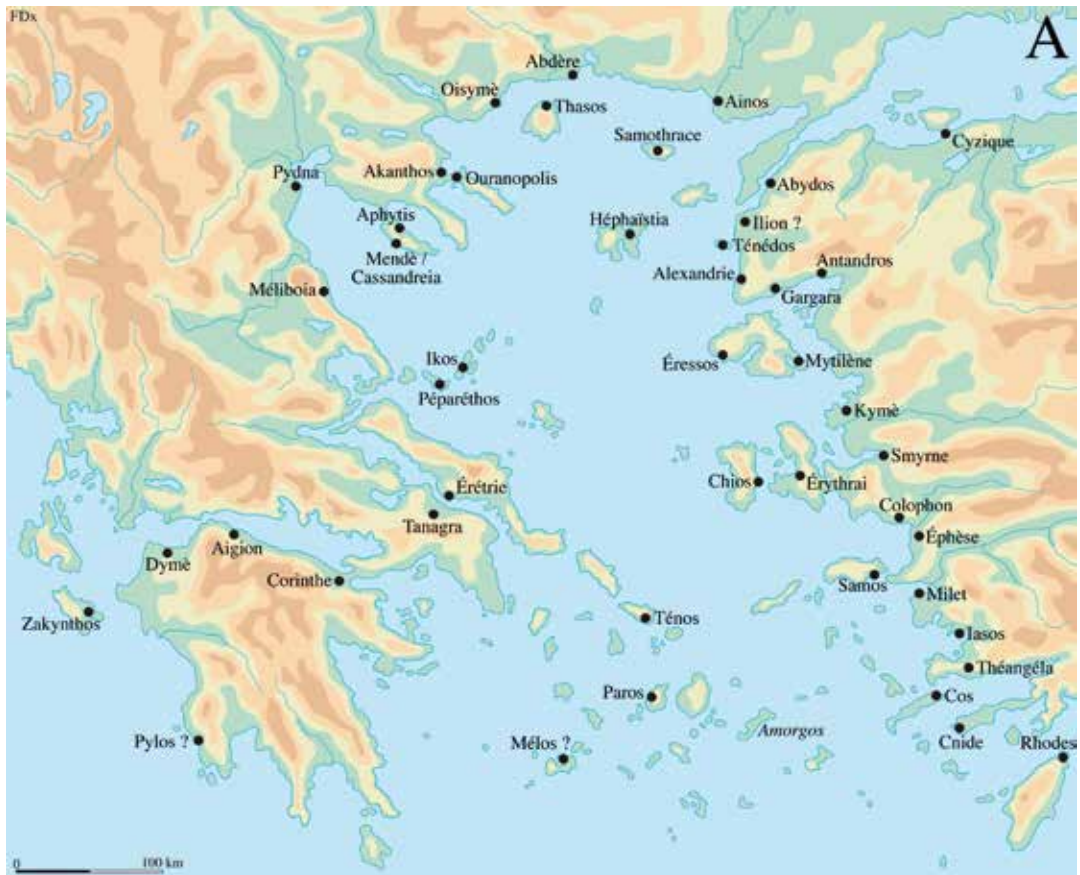 FDx
A
Abdère
Oisymè
Thasos
Ainos
Samothrace
Cyzique
Pydna
Akanthos
Ouranopolis
Abydos
Aphytis
Héphaïstia
Ilion ?
Mendè /
Cassandreia
Ténédos
Antandros
Alexandrie
Gargara
Méliboia
Ikos
Éressos
Mytilène
Péparéthos
Kymè
Smyrne
Chios
Érythrai
Érétrie
Colophon
Tanagra
Aigion
Éphèse
Dymè
Corinthe
Samos
Milet
Zakynthos
Ténos
Iasos
Théangéla
Paros
Cos
Amorgos
Pylos ?
Mélos ?
Cnide
Rhodes
0 100 km